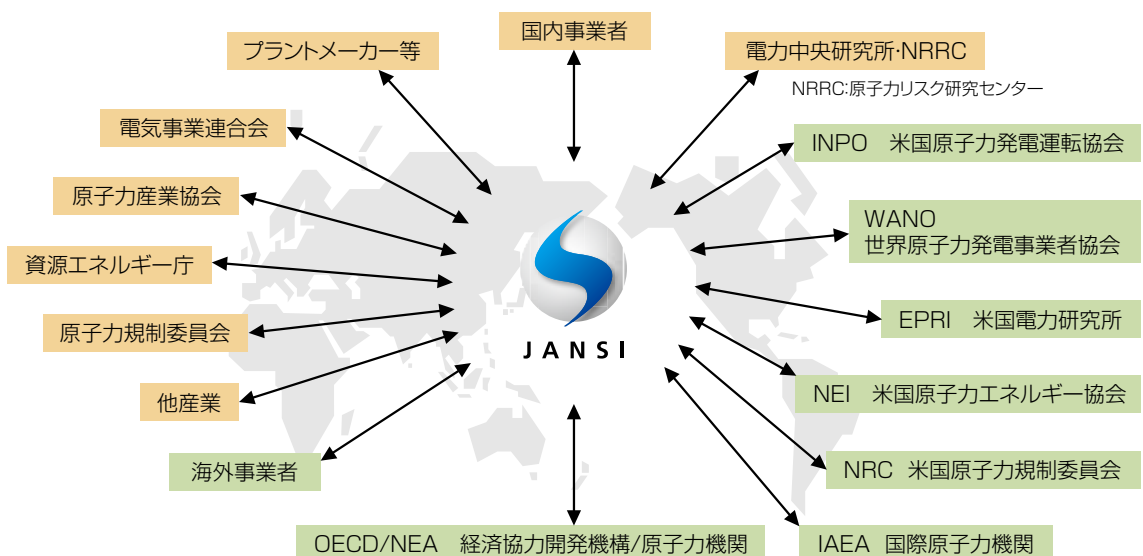 国内事業者
プラントメーカー等
電力中央研究所・NRRC
NRRC:原子力リスク研究センター
電気事業連合会
INPO 米国原子力発電運転協会
原子力産業協会
WANO
世界原子力発電事業者協会
資源エネルギー庁
EPRI 米国電力研究所
原子力規制委員会
JANSI
NEI 米国原子力エネルギー協会
他産業
海外事業者
NRC 米国原子力規制委員会
OECD/NEA 経済協力開発機構/原子力機関
IAEA 国際原子力機関